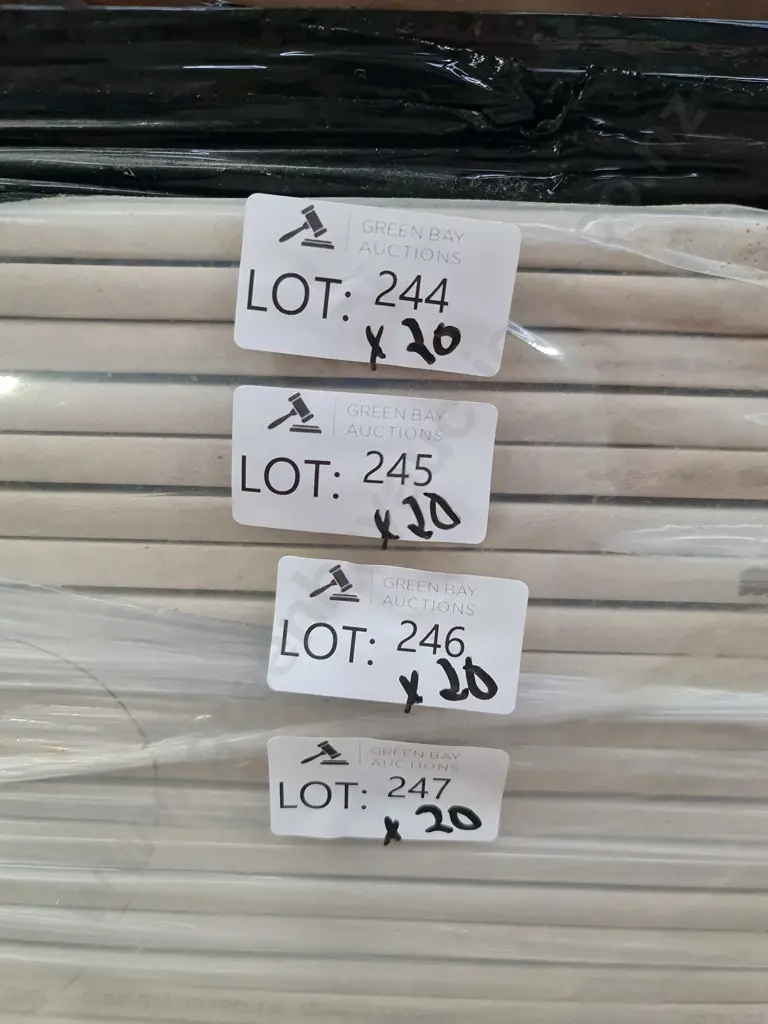 GREEN BAY
AUCTIONS
LOT: 244
x 20
GREEN BAY
AUCTIONS
LOT: 245
x 20
GREEN BAY
AUCTIONS
LOT: 246
x 20
GREEN BAY
AUCTIONS
LOT: 247
x 20